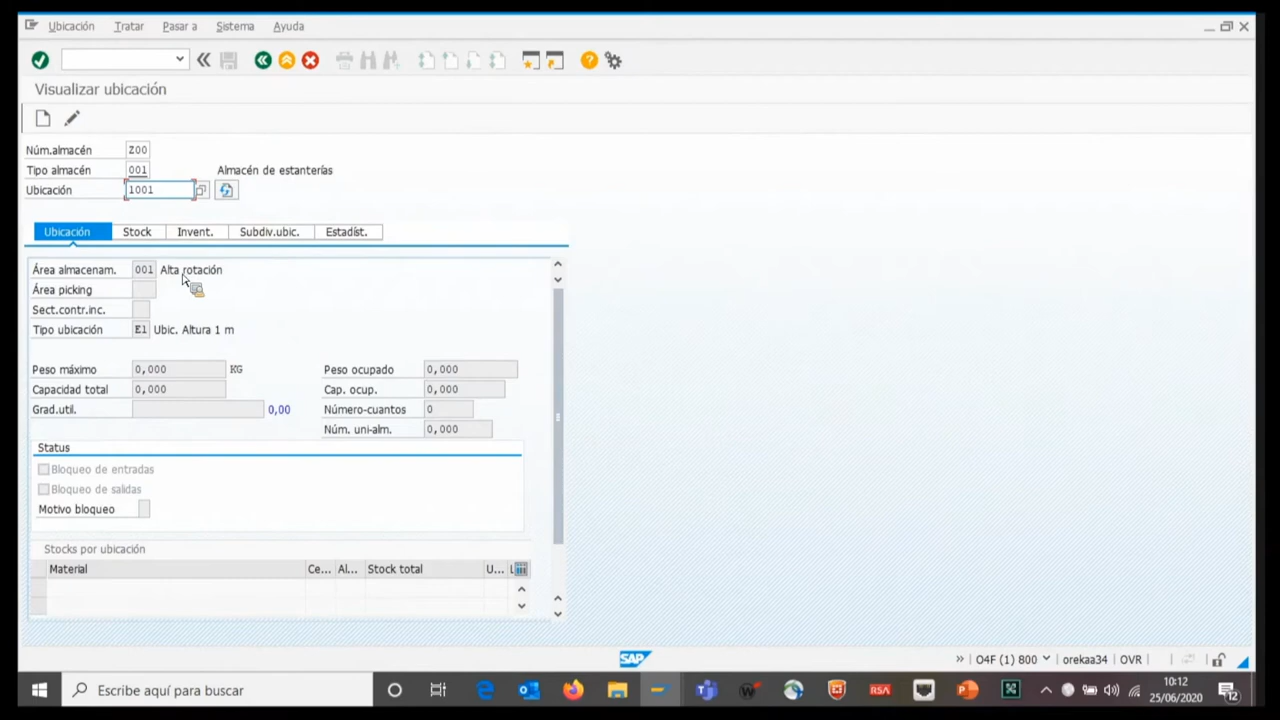 Ubicación Tratar Pasar a Sistema Ayuda
Visualizar ubicación
Núm.almacén Z00
Tipo almacén 001 Almacén de estanterías
Ubicación 1001
Ubicación Stock Invent. Subdiv.ubic. Estadíst.
Área almacenam. 001 Alta rotación
Área picking
Sect.contr.inc.
Tipo ubicación E1 Ubic. Altura 1 m
Peso máximo 0,000 KG Peso ocupado 0,000
Capacidad total 0,000 Cap. ocup. 0,000
Grad.util. 0,00 Número-cuantos 0
Núm. uni-alm. 0,000
Status
Bloqueo de entradas
Bloqueo de salidas
Motivo bloqueo
Stocks por ubicación
Material Ce... Al... Stock total U... L
SAP » O4F (1) 800 orekaa34 OVR
Escribe aquí para buscar RSA 10:12
25/06/2020 12